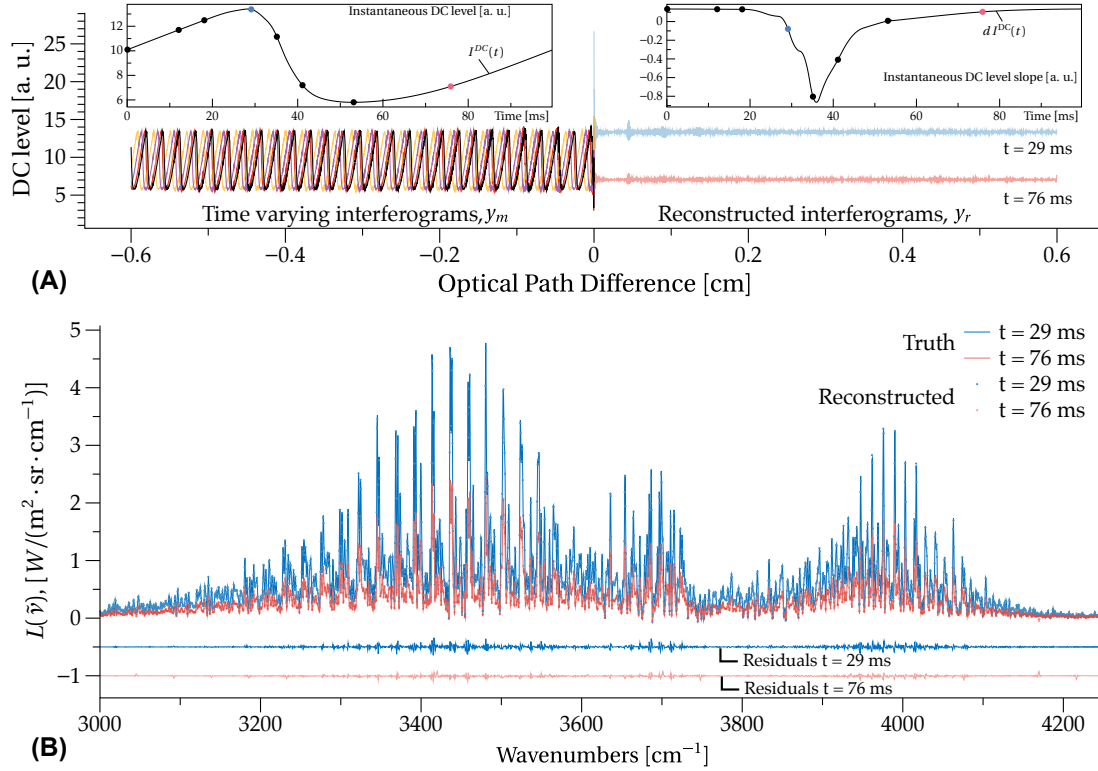 Instantaneous DC level [a. u.]
12
10
8
6
0
20
40
60
80
Time [ms]
I^DC(t)
0
−0.2
−0.4
−0.6
−0.8
0
20
40
60
80
Time [ms]
dI^DC(t)
Instantaneous DC level slope [a. u.]
DC level [a. u.]
25
20
15
10
5
t = 29 ms
t = 76 ms
Time varying interferograms, y_m
Reconstructed interferograms, y_r
−0.6
−0.4
−0.2
0
0.2
0.4
0.6
(A)
Optical Path Difference [cm]
L(ṽ), [W/(m² · sr · cm⁻¹)]
5
4
3
2
1
0
−1
Truth
t = 29 ms
t = 76 ms
Reconstructed
t = 29 ms
t = 76 ms
Residuals t = 29 ms
Residuals t = 76 ms
3000
3200
3400
3600
3800
4000
4200
(B)
Wavenumbers [cm⁻¹]